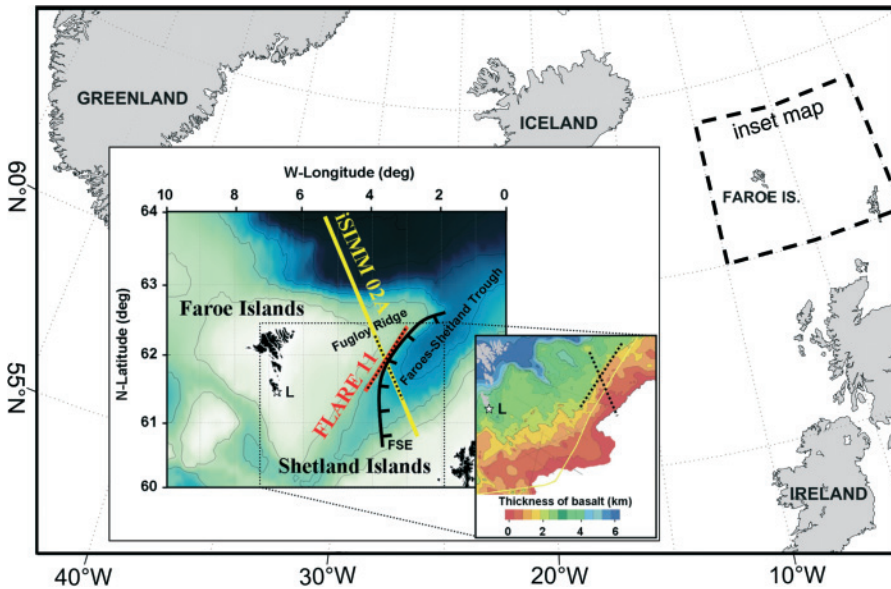 GREENLAND
ICELAND
inset map
FAROE IS.
60°N
55°N
W-Longitude (deg)
10 8 6 4 2 0
64
63
62
61
60
N-Latitude (deg)
iSIMM 02A
Faroe Islands
Fugloy Ridge
Faroes-Shetland Trough
FLARE 11
L
FSE
Shetland Islands
L
Thickness of basalt (km)
0 2 4 6
IRELAND
40°W 30°W 20°W 10°W